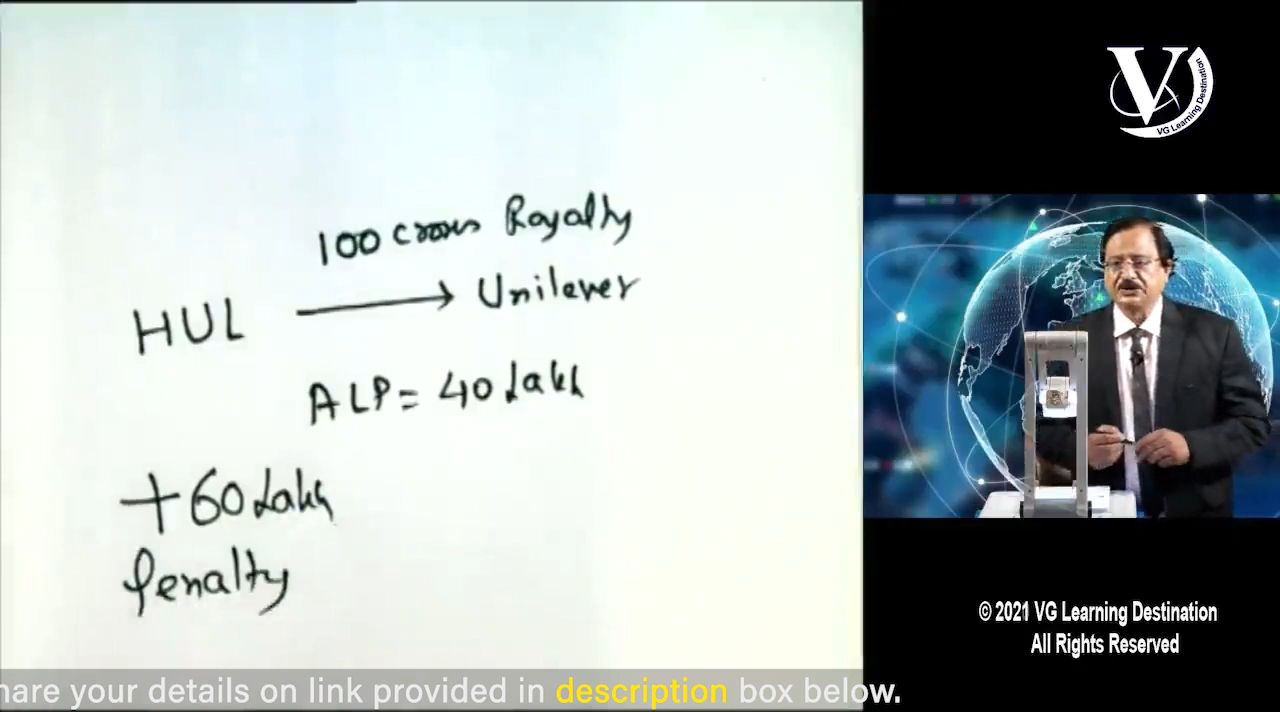 100 crores Royalty
HUL → Unilever
ALP = 40 Lakh
+60 Lakh
Penalty
V
VG Learning Destination
© 2021 VG Learning Destination
All Rights Reserved
hare your details on link provided in description box below.